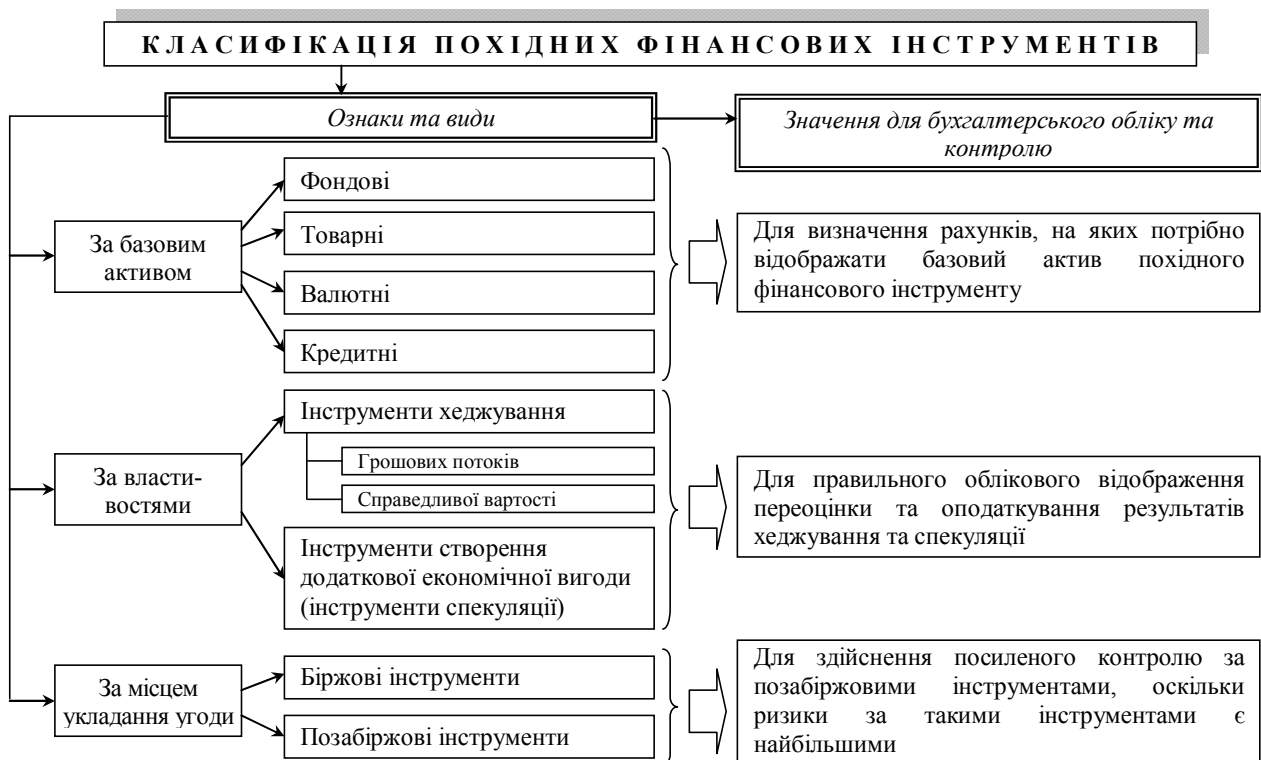 КЛАСИФІКАЦІЯ ПОХІДНИХ ФІНАНСОВИХ ІНСТРУМЕНТІВ
Ознаки та види
Значення для бухгалтерського обліку та
контролю
За базовим
активом
Фондові
Товарні
Валютні
Кредитні
Для визначення рахунків, на яких потрібно
відображати базовий актив похідного
фінансового інструменту
За власти-
востями
Інструменти хеджування
Грошових потоків
Справедливої вартості
Інструменти створення
додаткової економічної вигоди
(інструменти спекуляції)
Для правильного облікового відображення
переоцінки та оподаткування результатів
хеджування та спекуляції
За місцем
укладання угоди
Біржові інструменти
Позабіржові інструменти
Для здійснення посиленого контролю за
позабіржовими інструментами, оскільки
ризики за такими інструментами є
найбільшими